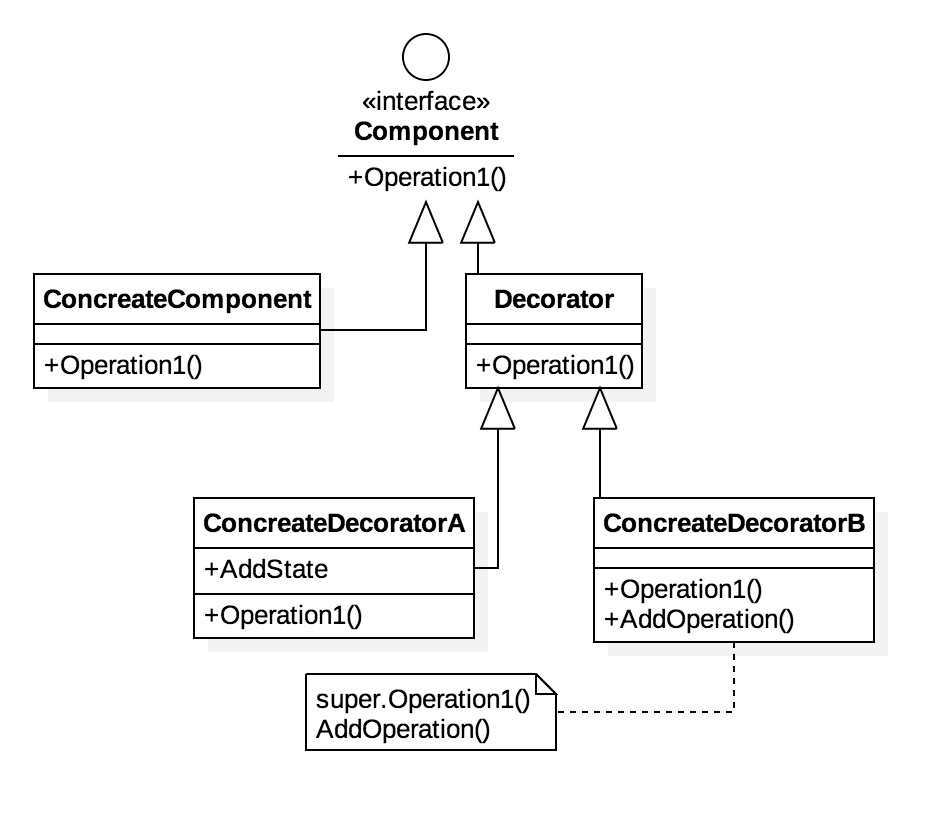 «interface»
Component
+Operation1()
ConcreateComponent
+Operation1()
Decorator
+Operation1()
ConcreateDecoratorA
+AddState
+Operation1()
ConcreateDecoratorB
+Operation1()
+AddOperation()
super.Operation1()
AddOperation()